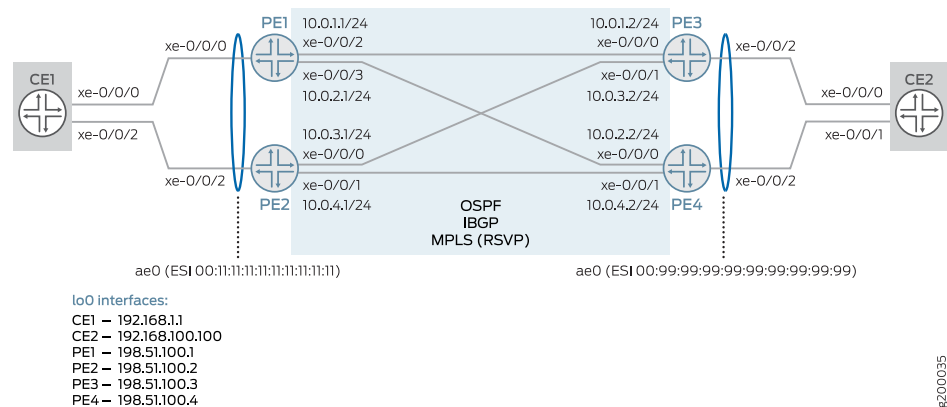 PE1
10.0.1.1/24
10.0.1.2/24
PE3
xe-0/0/0
xe-0/0/2
xe-0/0/0
xe-0/0/2
CE1
xe-0/0/0
xe-0/0/3
xe-0/0/1
xe-0/0/0
CE2
10.0.2.1/24
10.0.3.2/24
xe-0/0/2
10.0.3.1/24
10.0.2.2/24
xe-0/0/1
xe-0/0/0
xe-0/0/0
xe-0/0/2
xe-0/0/1
xe-0/0/1
xe-0/0/2
PE2
10.0.4.1/24
10.0.4.2/24
PE4
OSPF
IBGP
MPLS (RSVP)
ae0 (ESI 00:11:11:11:11:11:11:11:11:11)
ae0 (ESI 00:99:99:99:99:99:99:99:99:99)
lo0 interfaces:
CE1 – 192.168.1.1
CE2 – 192.168.100.100
PE1 – 198.51.100.1
PE2 – 198.51.100.2
PE3 – 198.51.100.3
PE4 – 198.51.100.4
g200035